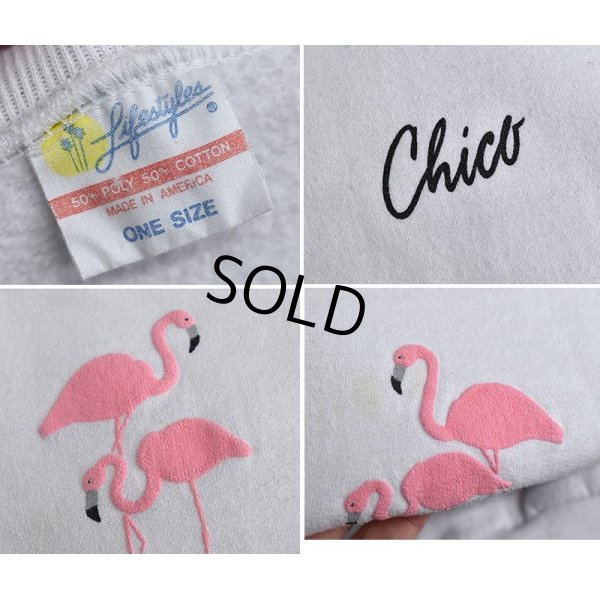 Lifestyles ®
50% POLY 50% COTTON
MADE IN AMERICA
ONE SIZE
Chico
SOLD